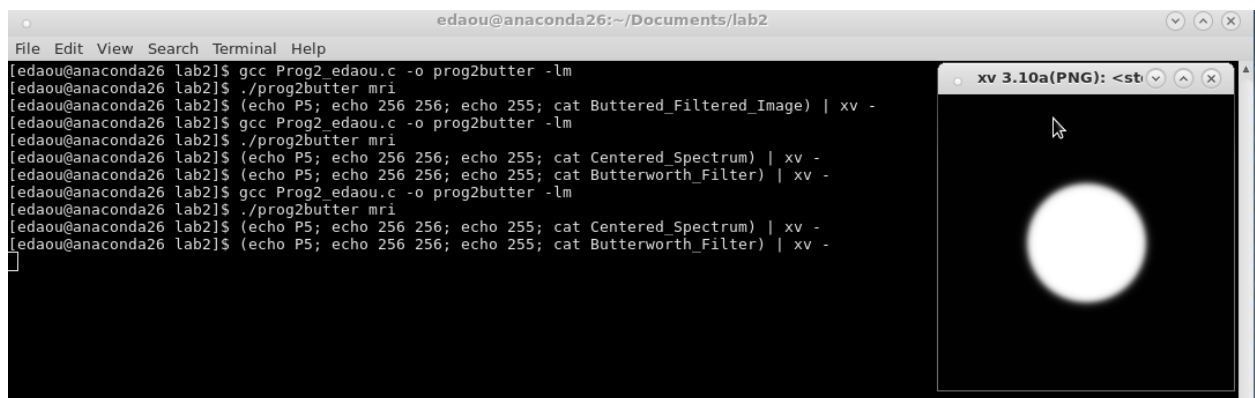 edaou@anaconda26:~/Documents/lab2
File Edit View Search Terminal Help
[edaou@anaconda26 lab2]$ gcc Prog2_edaou.c -o prog2butter -lm
[edaou@anaconda26 lab2]$ ./prog2butter mri
[edaou@anaconda26 lab2]$ (echo P5; echo 256 256; echo 255; cat Buttered_Filtered_Image) | xv -
[edaou@anaconda26 lab2]$ gcc Prog2_edaou.c -o prog2butter -lm
[edaou@anaconda26 lab2]$ ./prog2butter mri
[edaou@anaconda26 lab2]$ (echo P5; echo 256 256; echo 255; cat Centered_Spectrum) | xv -
[edaou@anaconda26 lab2]$ (echo P5; echo 256 256; echo 255; cat Butterworth_Filter) | xv -
[edaou@anaconda26 lab2]$ gcc Prog2_edaou.c -o prog2butter -lm
[edaou@anaconda26 lab2]$ ./prog2butter mri
[edaou@anaconda26 lab2]$ (echo P5; echo 256 256; echo 255; cat Centered_Spectrum) | xv -
[edaou@anaconda26 lab2]$ (echo P5; echo 256 256; echo 255; cat Butterworth_Filter) | xv -
xv 3.10a(PNG): <st